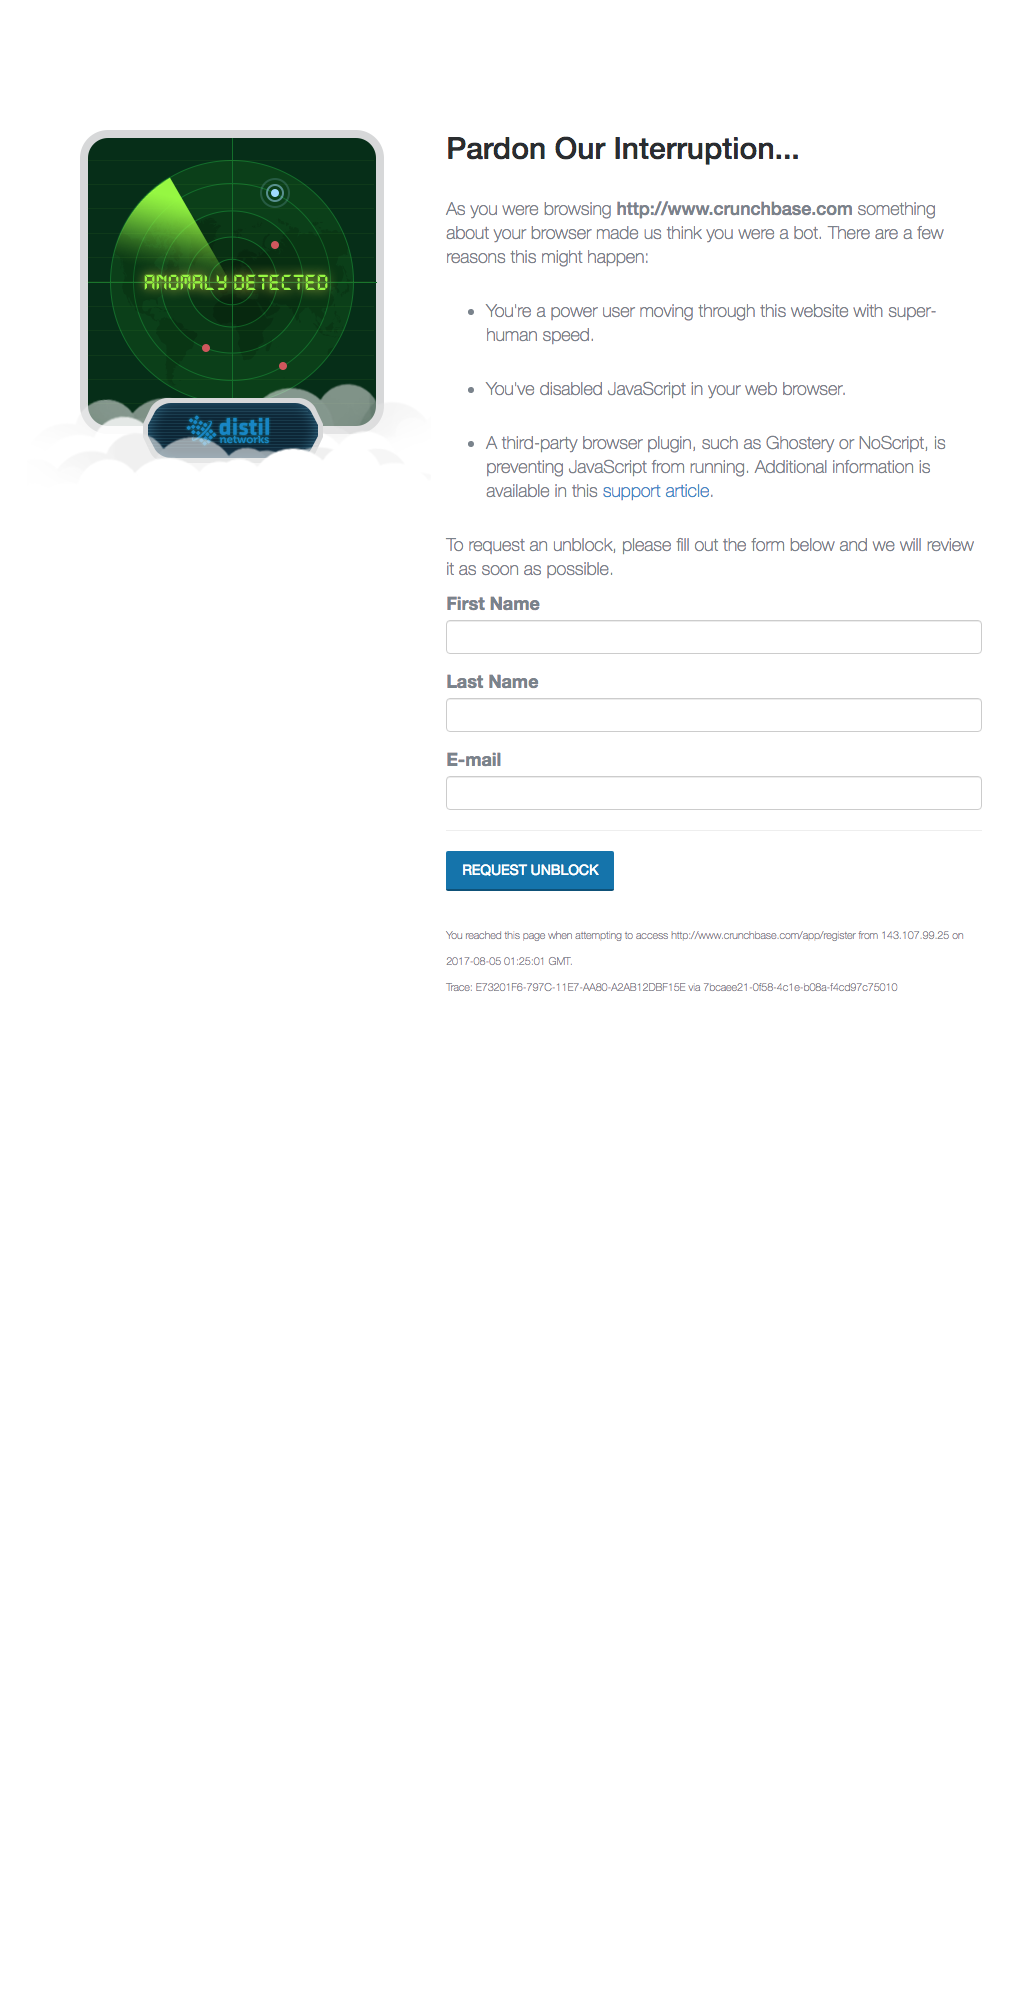 Pardon Our Interruption...
As you were browsing http://www.crunchbase.com something
about your browser made us think you were a bot. There are a few
reasons this might happen:
You're a power user moving through this website with super-
human speed.
You've disabled JavaScript in your web browser.
A third-party browser plugin, such as Ghostery or NoScript, is
preventing JavaScript from running. Additional information is
available in this support article.
To request an unblock, please fill out the form below and we will review
it as soon as possible.
First Name
Last Name
E-mail
REQUEST UNBLOCK
You reached this page when attempting to access http://www.crunchbase.com/app/register from 143.107.99.25 on
2017-08-05 01:25:01 GMT.
Trace: E73201F6-797C-11E7-AA80-A2AB12DBF15E via 7bcaee21-0f58-4c1e-b08a-f4cd97c75010
ANOMALY DETECTED
distil
networks